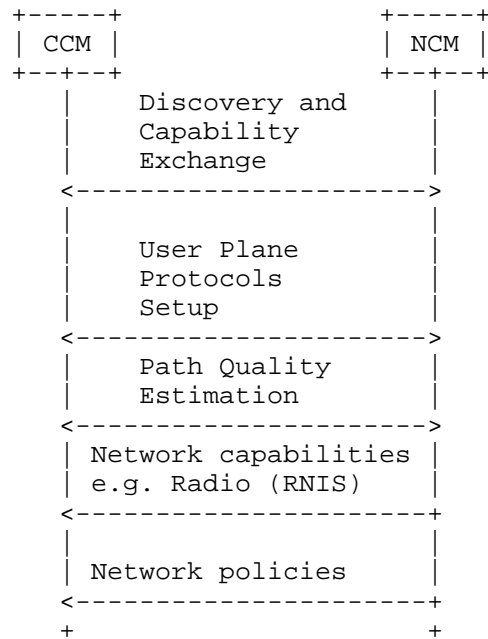 CCM NCM
Discovery and
Capability
Exchange
User Plane
Protocols
Setup
Path Quality
Estimation
Network capabilities
e.g. Radio (RNIS)
Network policies